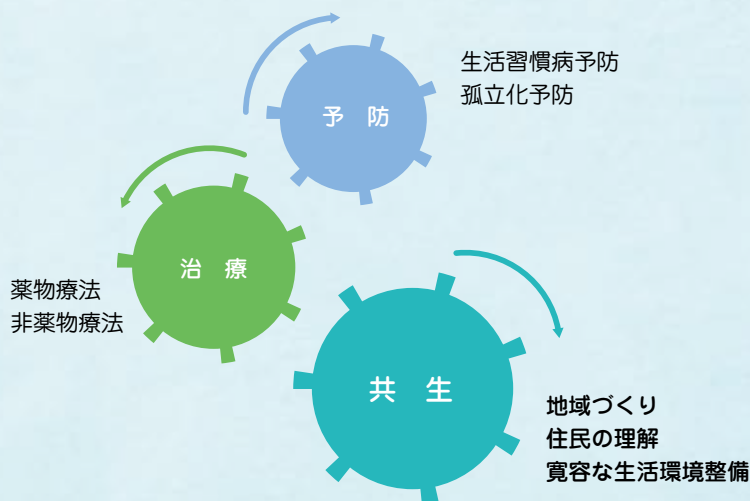 予 防
生活習慣病予防
孤立化予防
治 療
薬物療法
非薬物療法
共 生
地域づくり
住民の理解
寛容な生活環境整備